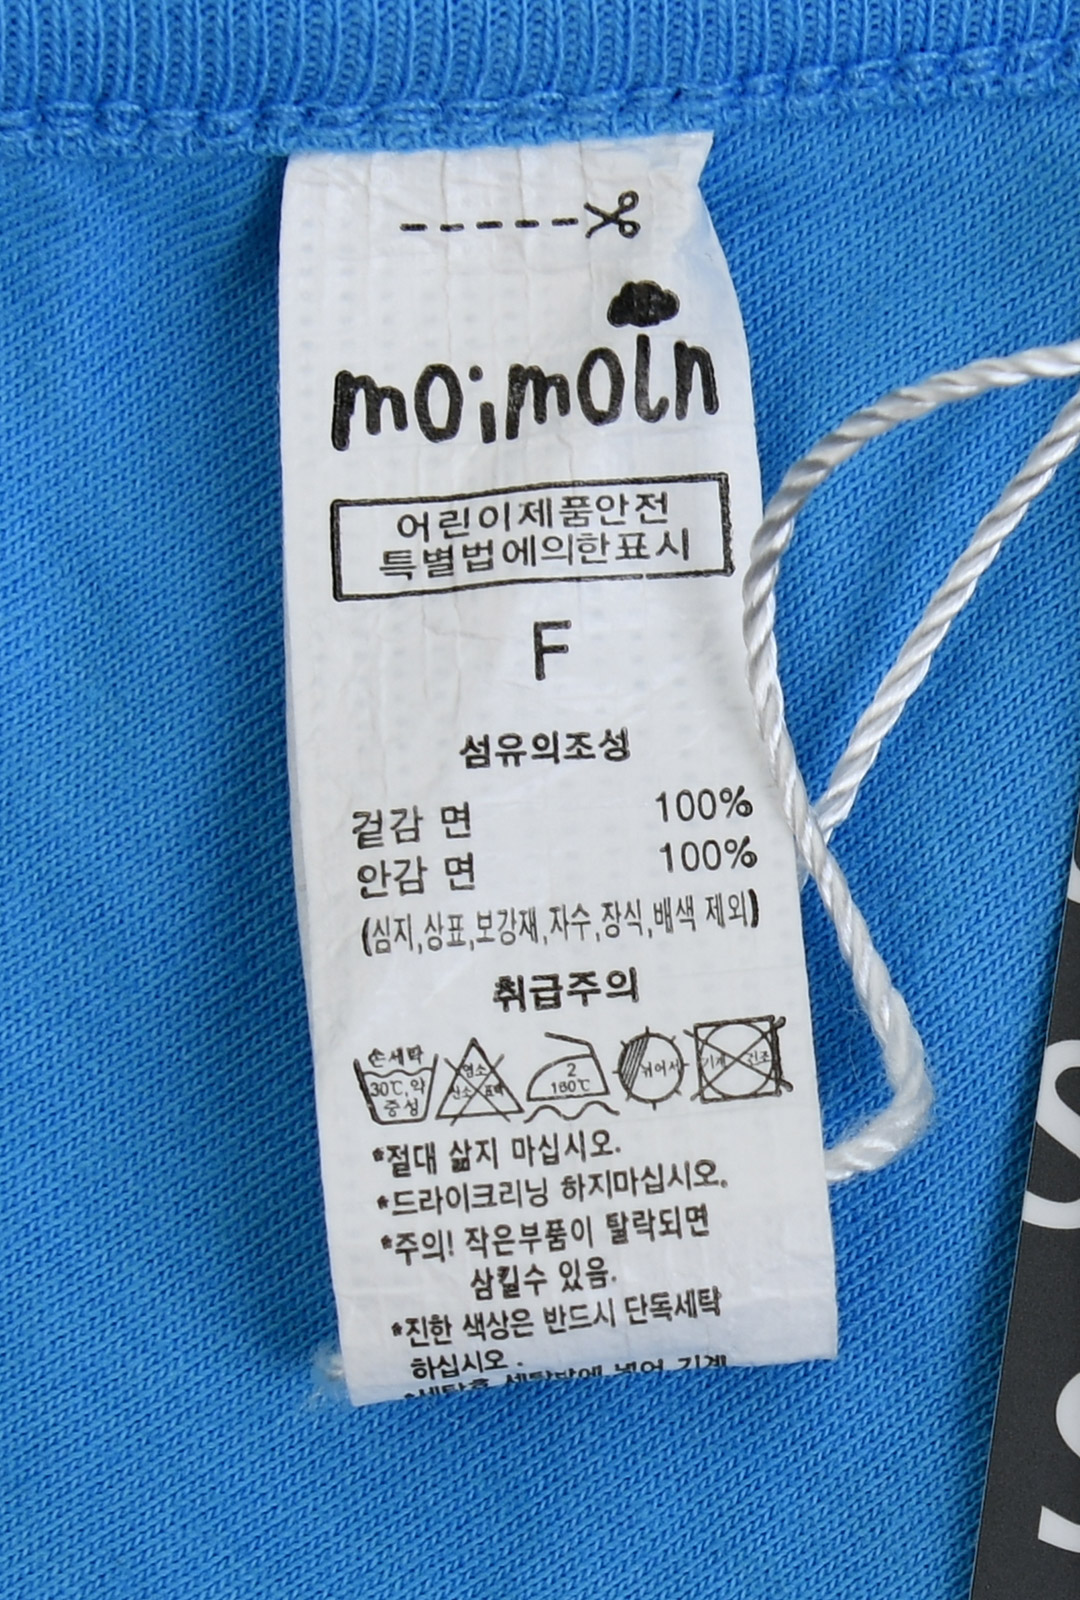 moimoln
어린이제품안전
특별법에의한표시
F
섬유의조성
겉감 면 100%
안감 면 100%
(심지,상표,보강재,자수,장식,배색 제외)
취급주의
손세탁
30℃,약
중성
염소
산소 표백
2
160℃
뉘어서
기계 건조
*절대 삶지 마십시오.
*드라이크리닝 하지마십시오.
*주의! 작은부품이 탈락되면
삼킬수 있음.
*진한 색상은 반드시 단독세탁
하십시오.